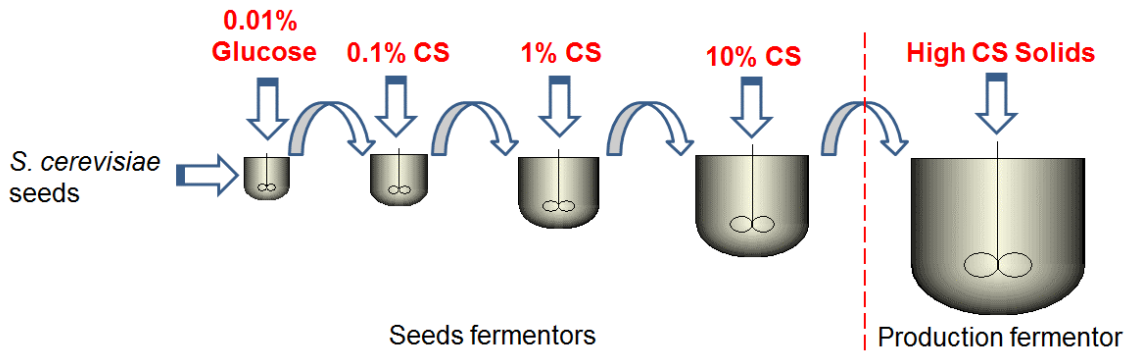 0.01%
Glucose
0.1% CS
1% CS
10% CS
High CS Solids
S. cerevisiae
seeds
Seeds fermentors
Production fermentor